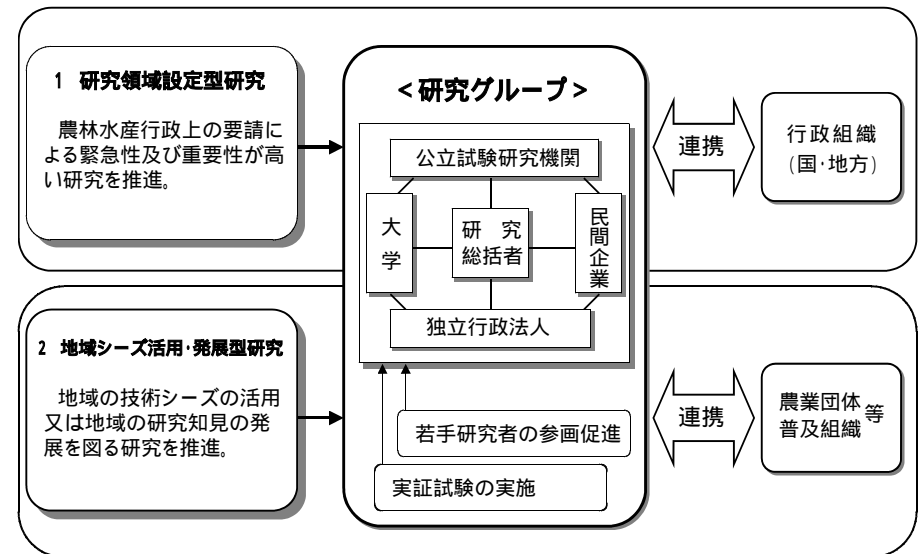 1 研究領域設定型研究
農林水産行政上の要請に
よる緊急性及び重要性が高
い研究を推進。
<研究グループ>
公立試験研究機関
大学
研究
総括者
民間企業
独立行政法人
連携
行政組織
(国･地方)
2 地域シーズ活用･発展型研究
地域の技術シーズの活用
又は地域の研究知見の発
展を図る研究を推進。
若手研究者の参画促進
実証試験の実施
連携
農業団体
普及組織
等